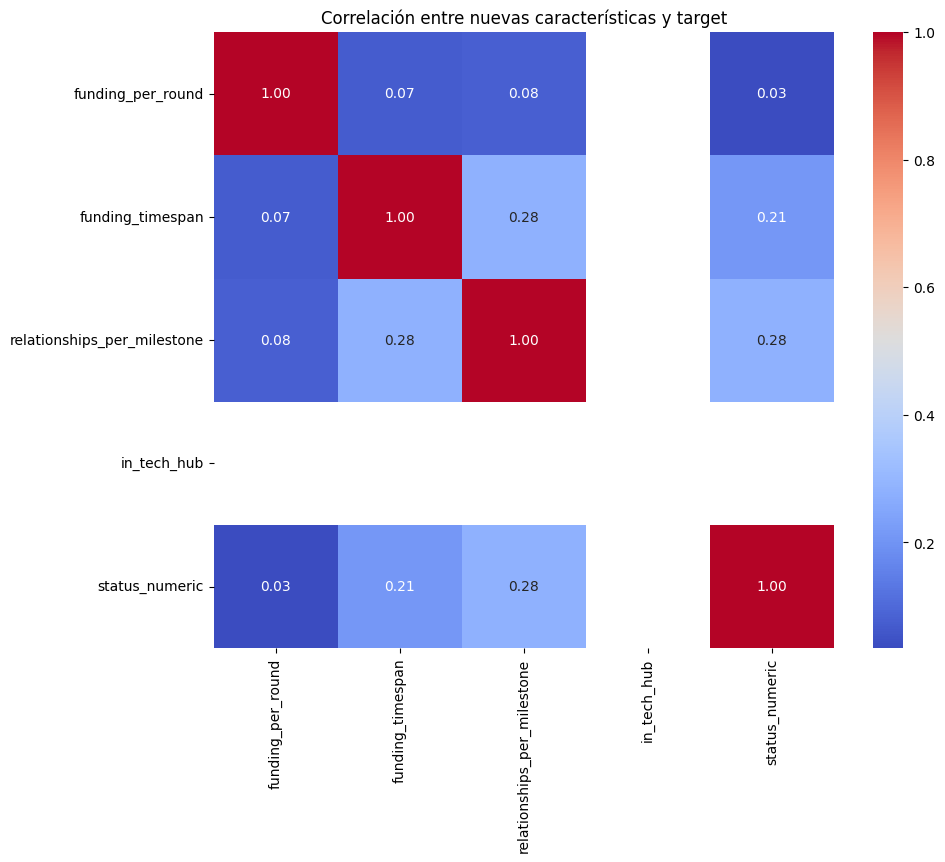 Correlación entre nuevas características y target
funding_per_round
1.00 0.07 0.08 0.03
funding_timespan
0.07 1.00 0.28 0.21
relationships_per_milestone
0.08 0.28 1.00 0.28
in_tech_hub
status_numeric
0.03 0.21 0.28 1.00
funding_per_round
funding_timespan
relationships_per_milestone
in_tech_hub
status_numeric
1.0
0.8
0.6
0.4
0.2